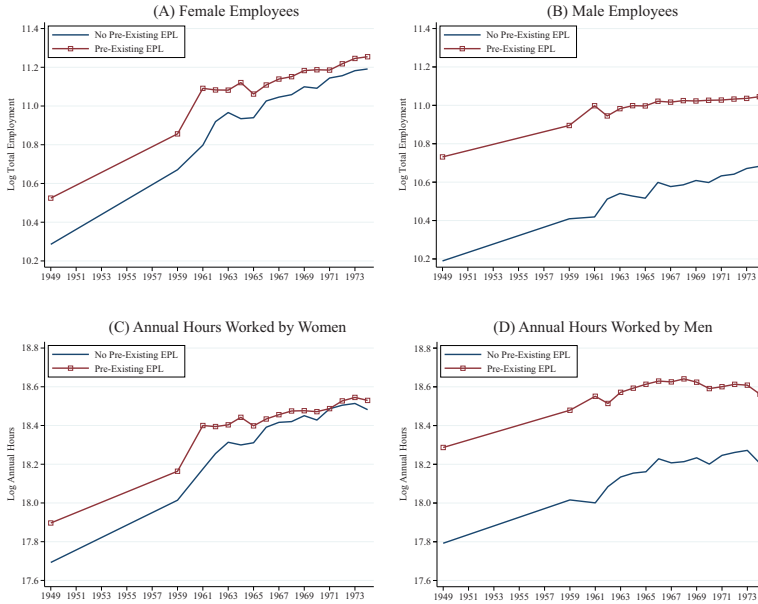 (A) Female Employees
No Pre-Existing EPL
Pre-Existing EPL
Log Total Employment
11.4
11.2
11.0
10.8
10.6
10.4
10.2
1949 1951 1953 1955 1957 1959 1961 1963 1965 1967 1969 1971 1973
(B) Male Employees
No Pre-Existing EPL
Pre-Existing EPL
Log Total Employment
11.4
11.2
11.0
10.8
10.6
10.4
10.2
1949 1951 1953 1955 1957 1959 1961 1963 1965 1967 1969 1971 1973
(C) Annual Hours Worked by Women
No Pre-Existing EPL
Pre-Existing EPL
Log Annual Hours
18.8
18.6
18.4
18.2
18.0
17.8
17.6
1949 1951 1953 1955 1957 1959 1961 1963 1965 1967 1969 1971 1973
(D) Annual Hours Worked by Men
No Pre-Existing EPL
Pre-Existing EPL
Log Annual Hours
18.8
18.6
18.4
18.2
18.0
17.8
17.6
1949 1951 1953 1955 1957 1959 1961 1963 1965 1967 1969 1971 1973